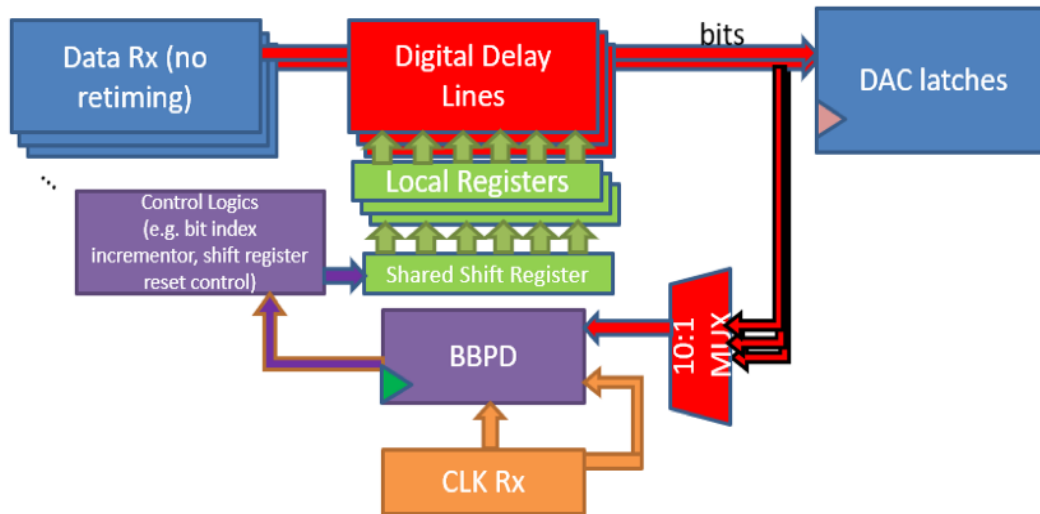 Data Rx (no
retiming)
Digital Delay
Lines
bits
DAC latches
Local Registers
Control Logics
(e.g. bit index
incrementor, shift register
reset control)
Shared Shift Register
10:1
MUX
BBPD
CLK Rx